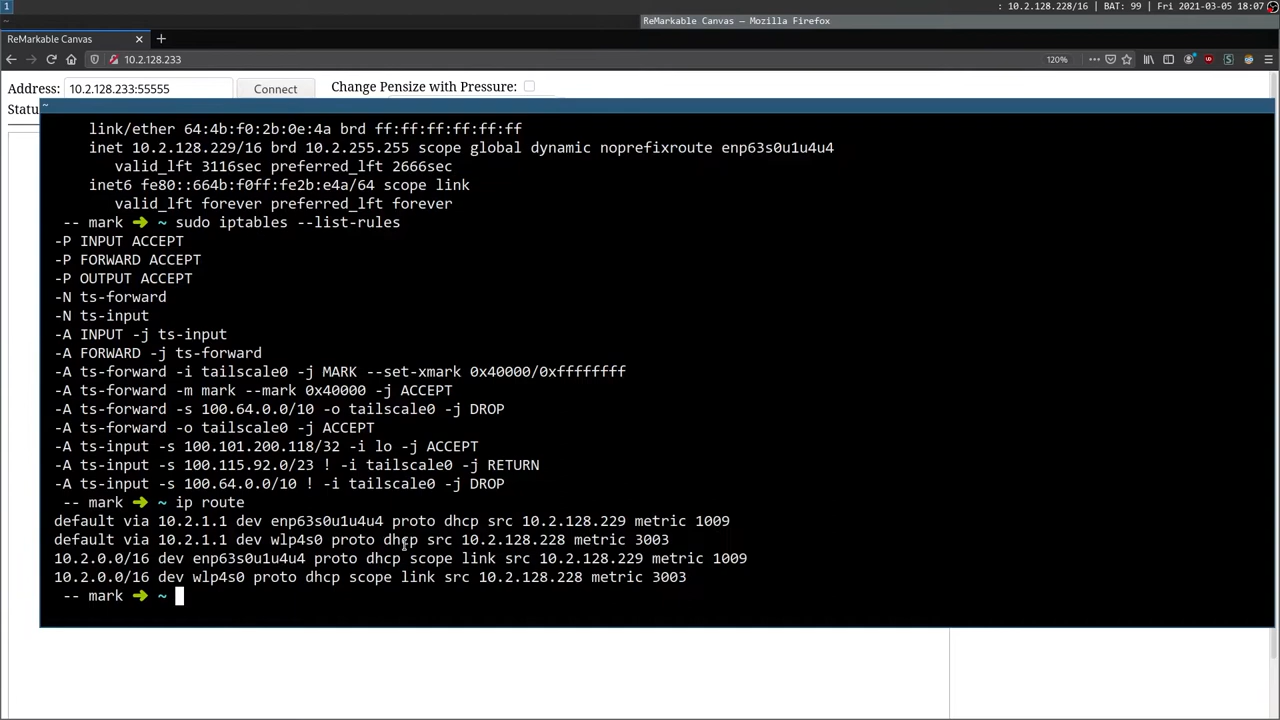 1
: 10.2.128.228/16 | BAT: 99 | Fri 2021-03-05 18:07
~
ReMarkable Canvas — Mozilla Firefox
ReMarkable Canvas
10.2.128.233
120%
Address: 10.2.128.233:55555 Connect Change Pensize with Pressure:
Statu
~
link/ether 64:4b:f0:2b:0e:4a brd ff:ff:ff:ff:ff:ff
inet 10.2.128.229/16 brd 10.2.255.255 scope global dynamic noprefixroute enp63s0u1u4u4
valid_lft 3116sec preferred_lft 2666sec
inet6 fe80::664b:f0ff:fe2b:e4a/64 scope link
valid_lft forever preferred_lft forever
-- mark ➜ ~ sudo iptables --list-rules
-P INPUT ACCEPT
-P FORWARD ACCEPT
-P OUTPUT ACCEPT
-N ts-forward
-N ts-input
-A INPUT -j ts-input
-A FORWARD -j ts-forward
-A ts-forward -i tailscale0 -j MARK --set-xmark 0x40000/0xffffffff
-A ts-forward -m mark --mark 0x40000 -j ACCEPT
-A ts-forward -s 100.64.0.0/10 -o tailscale0 -j DROP
-A ts-forward -o tailscale0 -j ACCEPT
-A ts-input -s 100.101.200.118/32 -i lo -j ACCEPT
-A ts-input -s 100.115.92.0/23 ! -i tailscale0 -j RETURN
-A ts-input -s 100.64.0.0/10 ! -i tailscale0 -j DROP
-- mark ➜ ~ ip route
default via 10.2.1.1 dev enp63s0u1u4u4 proto dhcp src 10.2.128.229 metric 1009
default via 10.2.1.1 dev wlp4s0 proto dhcp src 10.2.128.228 metric 3003
10.2.0.0/16 dev enp63s0u1u4u4 proto dhcp scope link src 10.2.128.229 metric 1009
10.2.0.0/16 dev wlp4s0 proto dhcp scope link src 10.2.128.228 metric 3003
-- mark ➜ ~